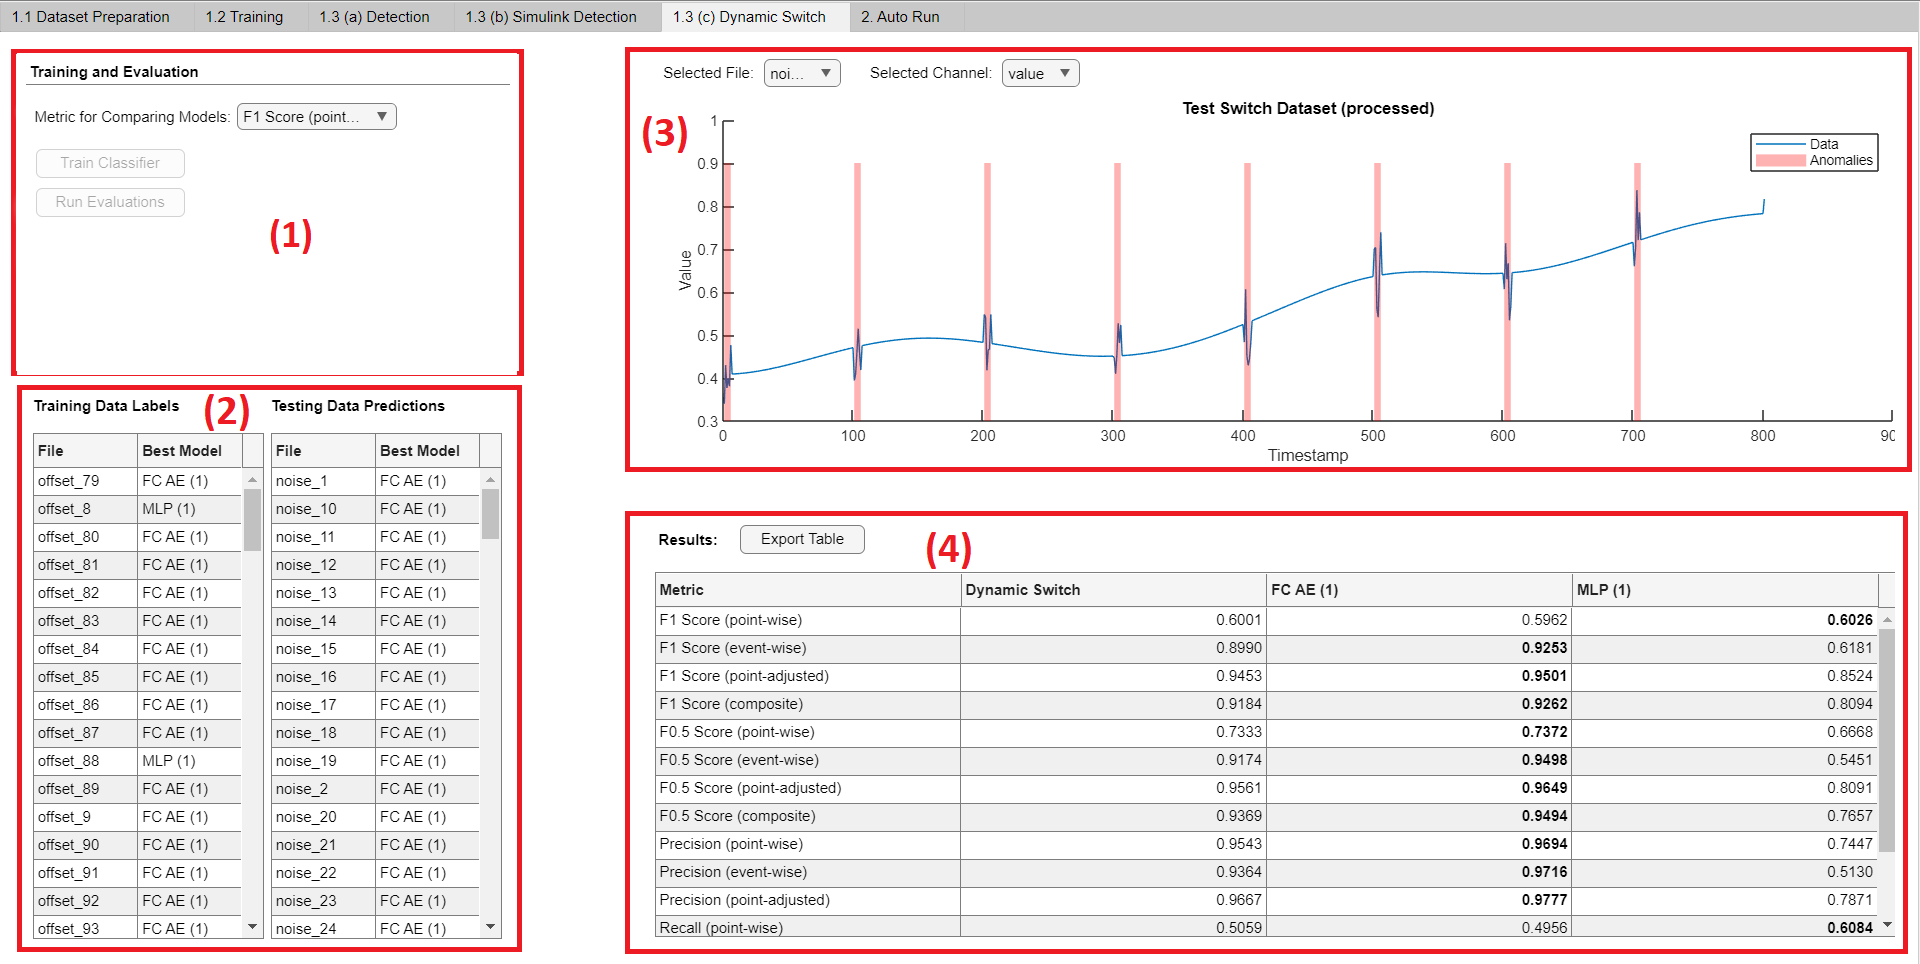 1.1 Dataset Preparation 1.2 Training 1.3 (a) Detection 1.3 (b) Simulink Detection 1.3 (c) Dynamic Switch 2. Auto Run
Training and Evaluation
Metric for Comparing Models: F1 Score (point...
Train Classifier
Run Evaluations
(1)
Training Data Labels (2) Testing Data Predictions
File Best Model File Best Model
offset_79 FC AE (1) noise_1 FC AE (1)
offset_8 MLP (1) noise_10 FC AE (1)
offset_80 FC AE (1) noise_11 FC AE (1)
offset_81 FC AE (1) noise_12 FC AE (1)
offset_82 FC AE (1) noise_13 FC AE (1)
offset_83 FC AE (1) noise_14 FC AE (1)
offset_84 FC AE (1) noise_15 FC AE (1)
offset_85 FC AE (1) noise_16 FC AE (1)
offset_86 FC AE (1) noise_17 FC AE (1)
offset_87 FC AE (1) noise_18 FC AE (1)
offset_88 MLP (1) noise_19 FC AE (1)
offset_89 FC AE (1) noise_2 FC AE (1)
offset_9 FC AE (1) noise_20 FC AE (1)
offset_90 FC AE (1) noise_21 FC AE (1)
offset_91 FC AE (1) noise_22 FC AE (1)
offset_92 FC AE (1) noise_23 FC AE (1)
offset_93 FC AE (1) noise_24 FC AE (1)
Selected File: noi... Selected Channel: value
Test Switch Dataset (processed)
(3)
Data
Anomalies
Value
1
0.9
0.8
0.7
0.6
0.5
0.4
0.3
0 100 200 300 400 500 600 700 800 90
Timestamp
Results: Export Table (4)
Metric Dynamic Switch FC AE (1) MLP (1)
F1 Score (point-wise) 0.6001 0.5962 0.6026
F1 Score (event-wise) 0.8990 0.9253 0.6181
F1 Score (point-adjusted) 0.9453 0.9501 0.8524
F1 Score (composite) 0.9184 0.9262 0.8094
F0.5 Score (point-wise) 0.7333 0.7372 0.6668
F0.5 Score (event-wise) 0.9174 0.9498 0.5451
F0.5 Score (point-adjusted) 0.9561 0.9649 0.8091
F0.5 Score (composite) 0.9369 0.9494 0.7657
Precision (point-wise) 0.9543 0.9694 0.7447
Precision (event-wise) 0.9364 0.9716 0.5130
Precision (point-adjusted) 0.9667 0.9777 0.7871
Recall (point-wise) 0.5059 0.4956 0.6084